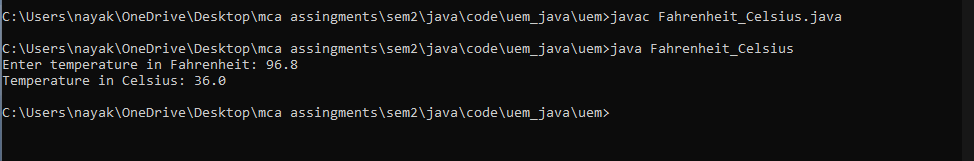 C:\Users\nayak\OneDrive\Desktop\mca assingments\sem2\java\code\uem_java\uem>javac Fahrenheit_Celsius.java
C:\Users\nayak\OneDrive\Desktop\mca assingments\sem2\java\code\uem_java\uem>java Fahrenheit_Celsius
Enter temperature in Fahrenheit: 96.8
Temperature in Celsius: 36.0
C:\Users\nayak\OneDrive\Desktop\mca assingments\sem2\java\code\uem_java\uem>